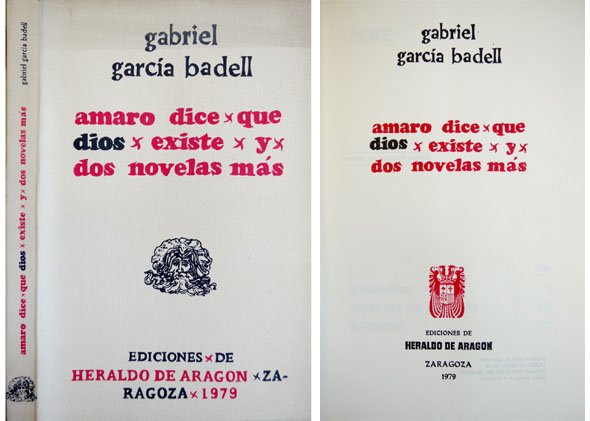 gabriel garcía badell
amaro dice × que dios × existe × y × dos novelas más
gabriel
garcía badell
amaro dice × que
dios × existe × y ×
dos novelas más
EDICIONES × DE
HERALDO DE ARAGON × ZA-
RAGOZA × 1979
gabriel
garcía badell
amaro dice × que
dios × existe × y ×
dos novelas más
EDICIONES DE
HERALDO DE ARAGON
ZARAGOZA
1979